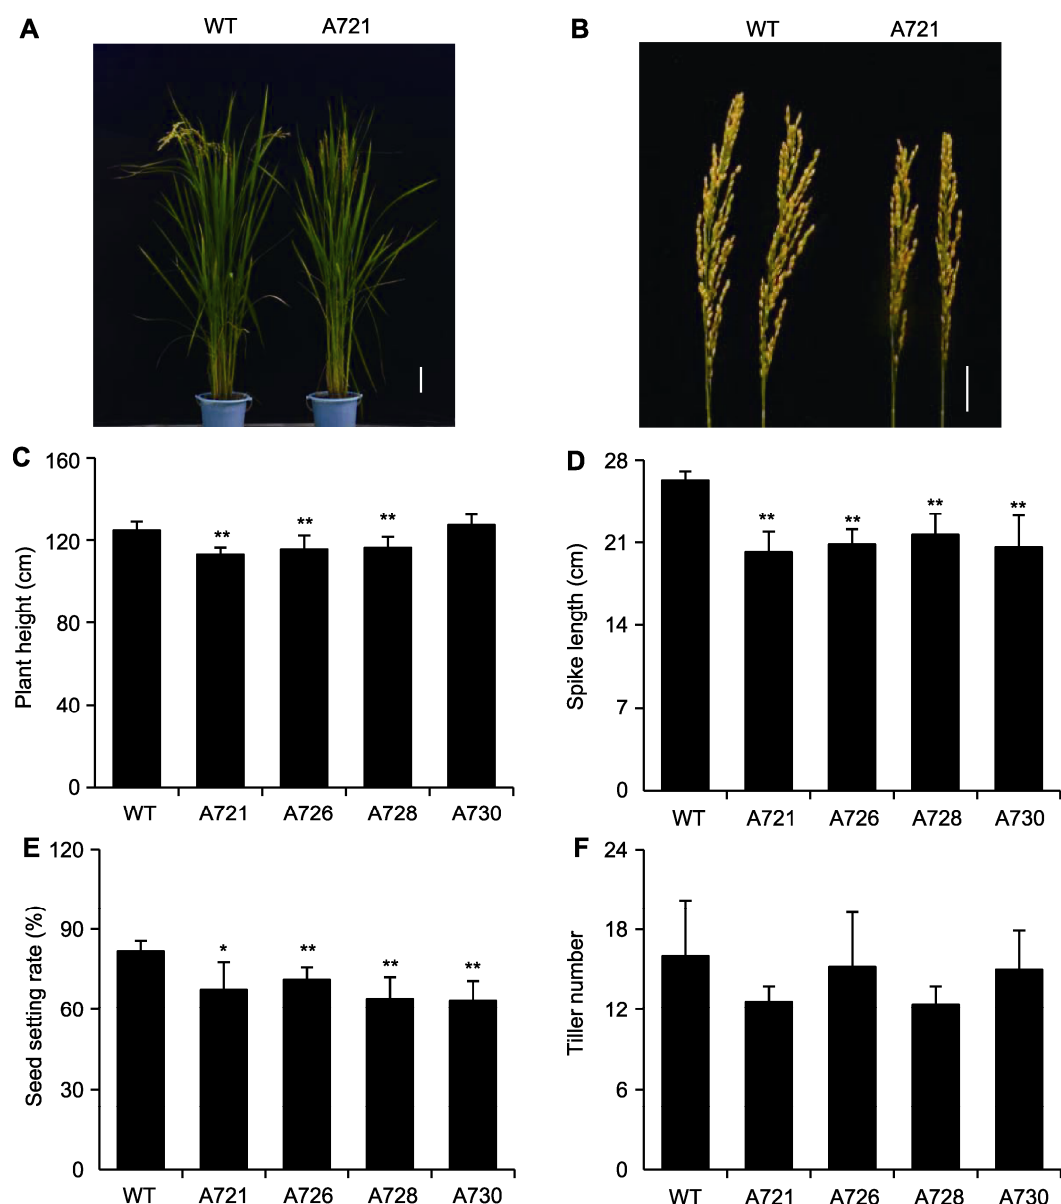 A WT A721
B WT A721
C
160
120
80
40
0
Plant height (cm)
** ** **
WT A721 A726 A728 A730
D
28
21
14
7
0
Spike length (cm)
** ** ** **
WT A721 A726 A728 A730
E
120
90
60
30
0
Seed setting rate (%)
* ** ** **
WT A721 A726 A728 A730
F
24
18
12
6
0
Tiller number
WT A721 A726 A728 A730